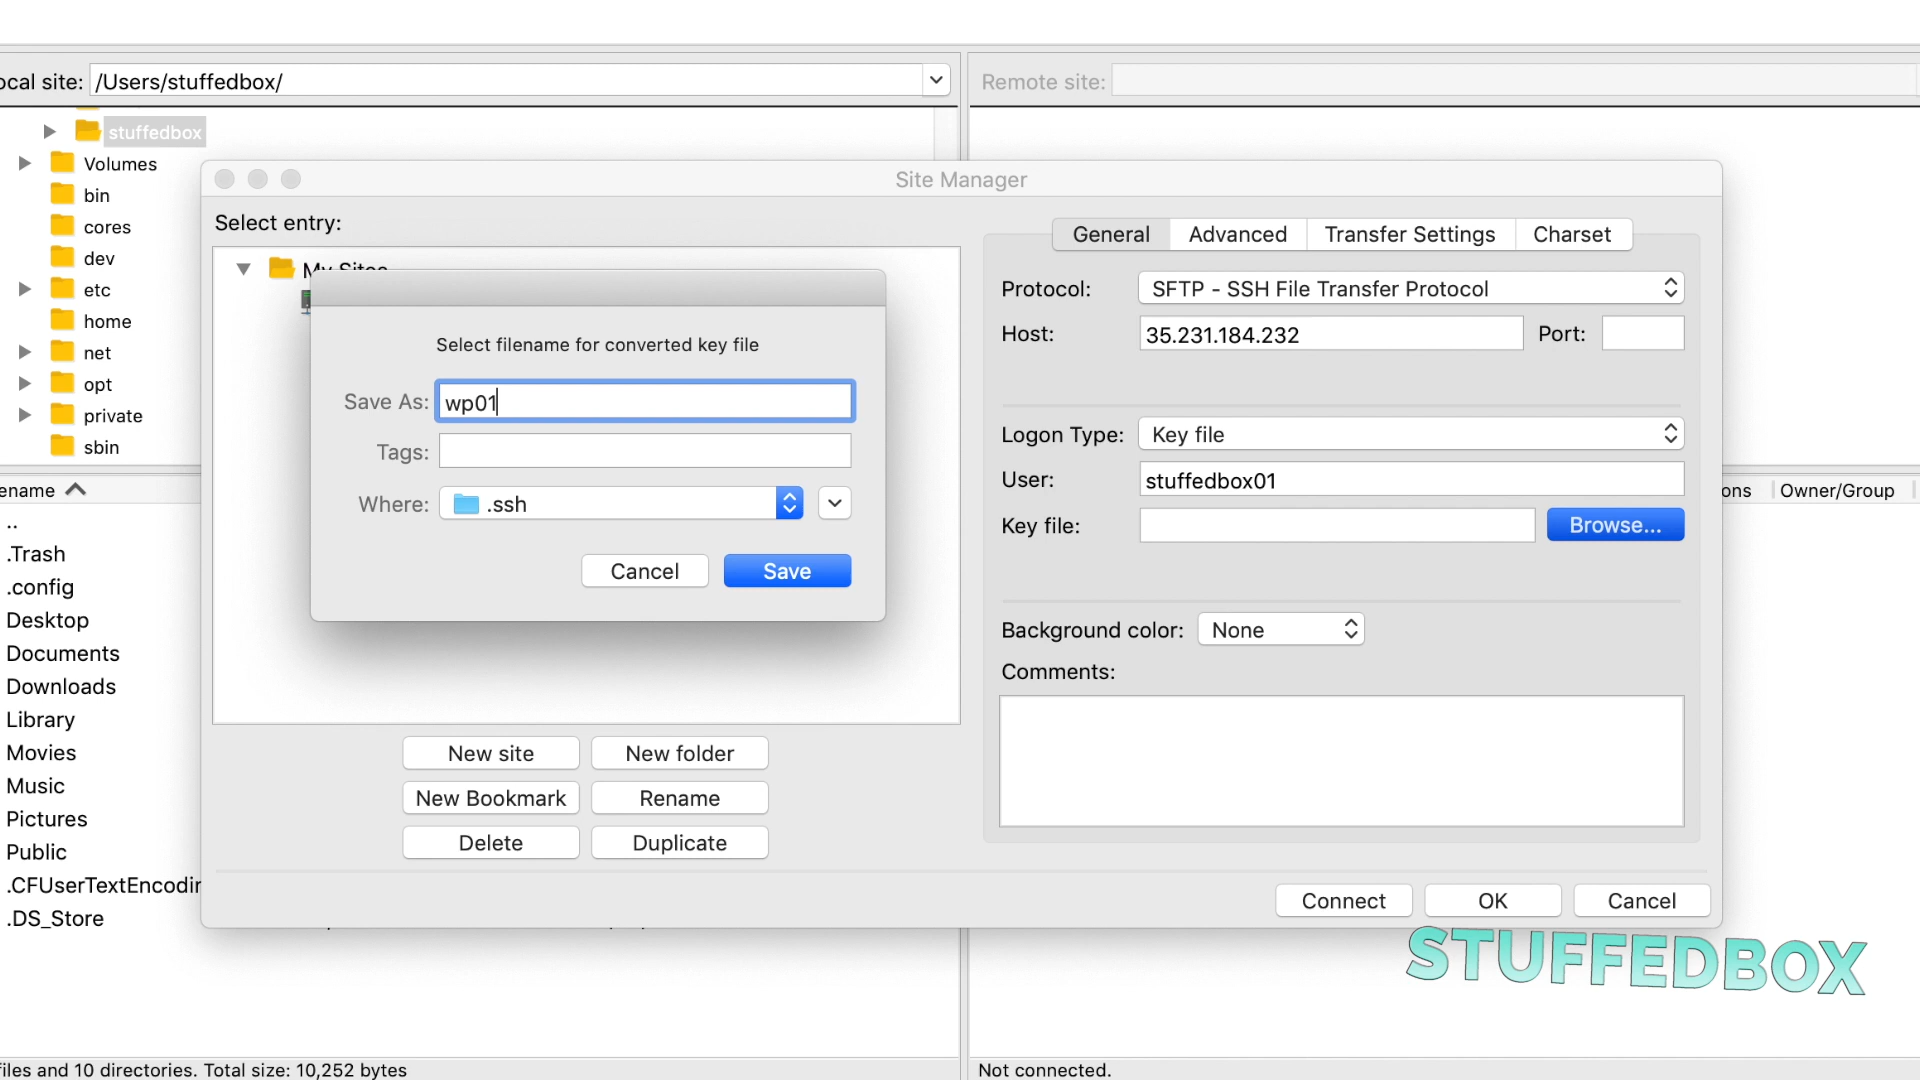 ocal site: /Users/stuffedbox/
Remote site:
stuffedbox
Volumes
bin
cores
dev
etc
home
net
opt
private
sbin
ename
..
.Trash
.config
Desktop
Documents
Downloads
Library
Movies
Music
Pictures
Public
.CFUserTextEncodin
.DS_Store
Site Manager
Select entry:
My Sites
Select filename for converted key file
Save As: wp01
Tags:
Where: .ssh
Cancel Save
New site New folder
New Bookmark Rename
Delete Duplicate
General Advanced Transfer Settings Charset
Protocol: SFTP - SSH File Transfer Protocol
Host: 35.231.184.232 Port:
Logon Type: Key file
User: stuffedbox01
Key file: Browse...
Background color: None
Comments:
Connect OK Cancel
ons Owner/Group
STUFFEDBOX
files and 10 directories. Total size: 10,252 bytes
Not connected.